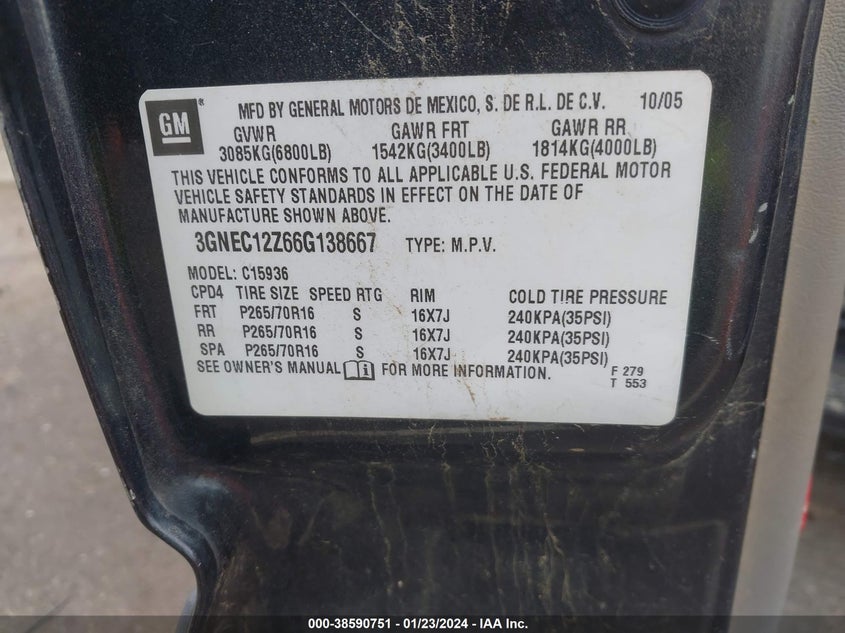 GM ® MFD BY GENERAL MOTORS DE MEXICO, S. DE R.L. DE C.V. 10/05
GVWR GAWR FRT GAWR RR
3085KG(6800LB) 1542KG(3400LB) 1814KG(4000LB)
THIS VEHICLE CONFORMS TO ALL APPLICABLE U.S. FEDERAL MOTOR
VEHICLE SAFETY STANDARDS IN EFFECT ON THE DATE OF
MANUFACTURE SHOWN ABOVE.
3GNEC12Z66G138667 TYPE: M.P.V.
MODEL: C15936
CPD4 TIRE SIZE SPEED RTG RIM COLD TIRE PRESSURE
FRT P265/70R16 S 16X7J 240KPA(35PSI)
RR P265/70R16 S 16X7J 240KPA(35PSI)
SPA P265/70R16 S 16X7J 240KPA(35PSI)
SEE OWNER'S MANUAL i FOR MORE INFORMATION. F 279
T 553
000-38590751 - 01/23/2024 - IAA Inc.